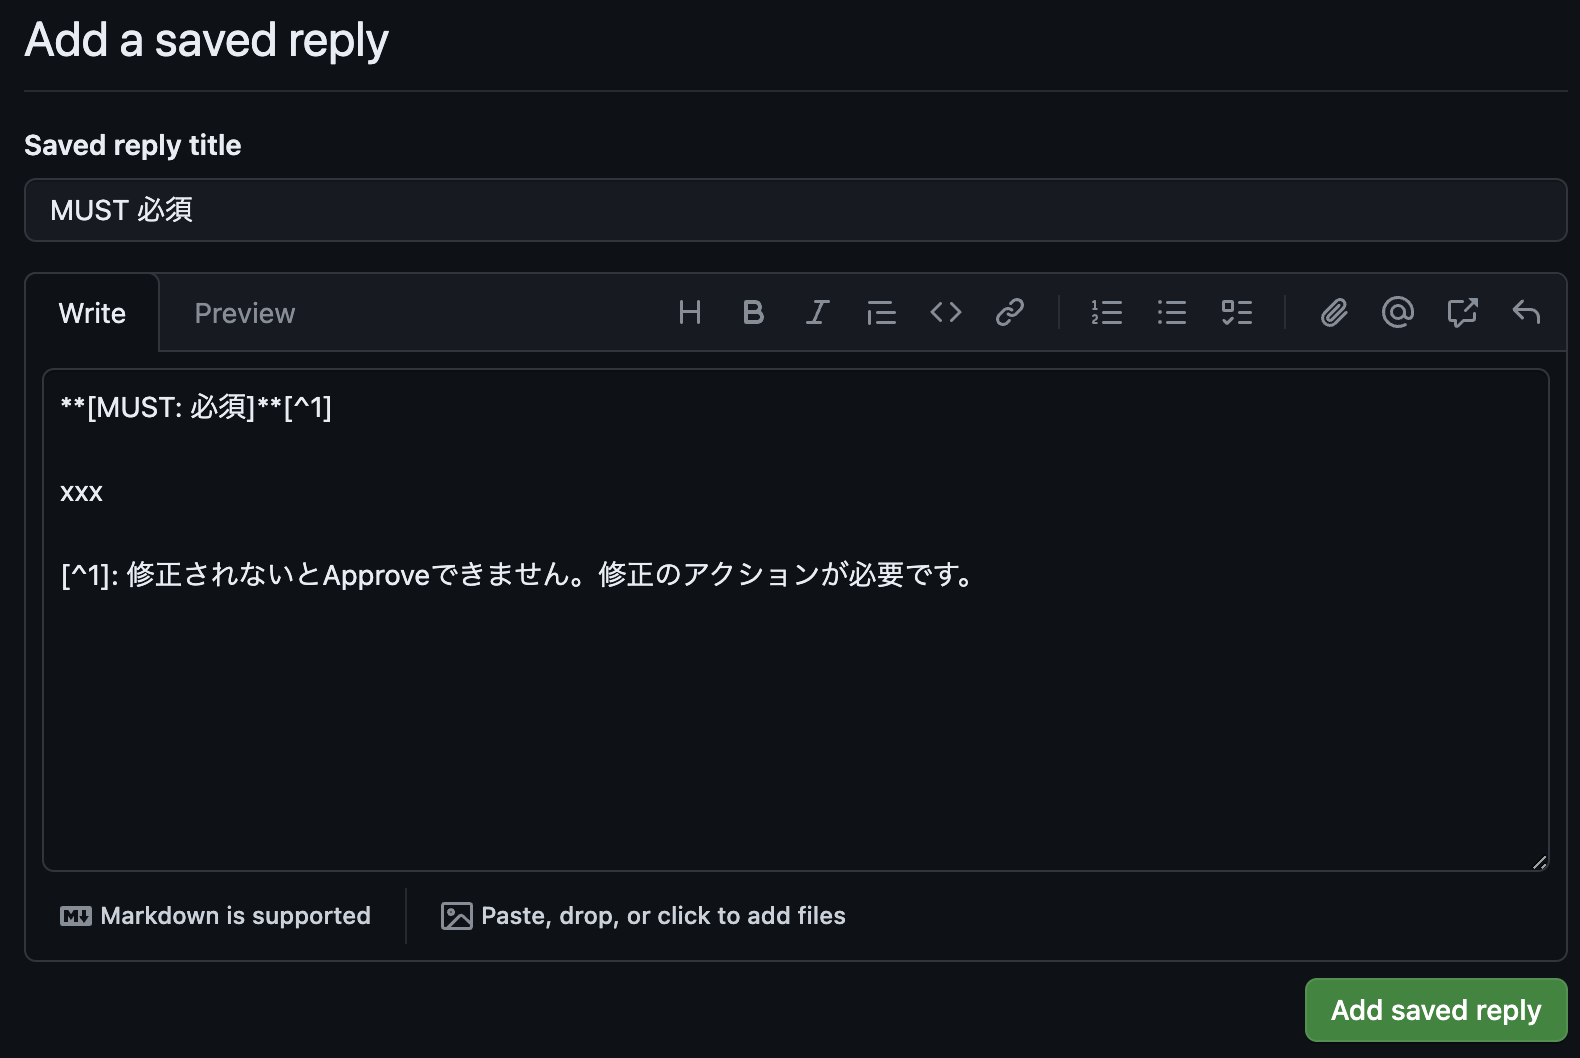 Add a saved reply
Saved reply title
MUST 必須
Write Preview
**[MUST: 必須]**[^1]
xxx
[^1]: 修正されないとApproveできません。修正のアクションが必要です。
Markdown is supported Paste, drop, or click to add files
Add saved reply